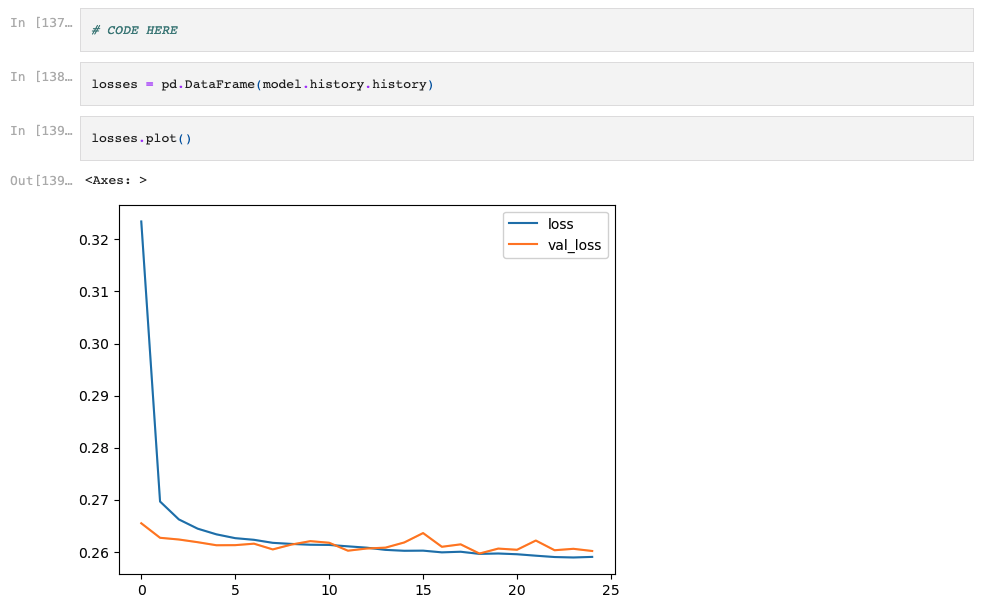 In [137…
# CODE HERE
In [138…
losses = pd.DataFrame(model.history.history)
In [139…
losses.plot()
Out[139…
<Axes: >
loss
val_loss
0.32
0.31
0.30
0.29
0.28
0.27
0.26
0 5 10 15 20 25